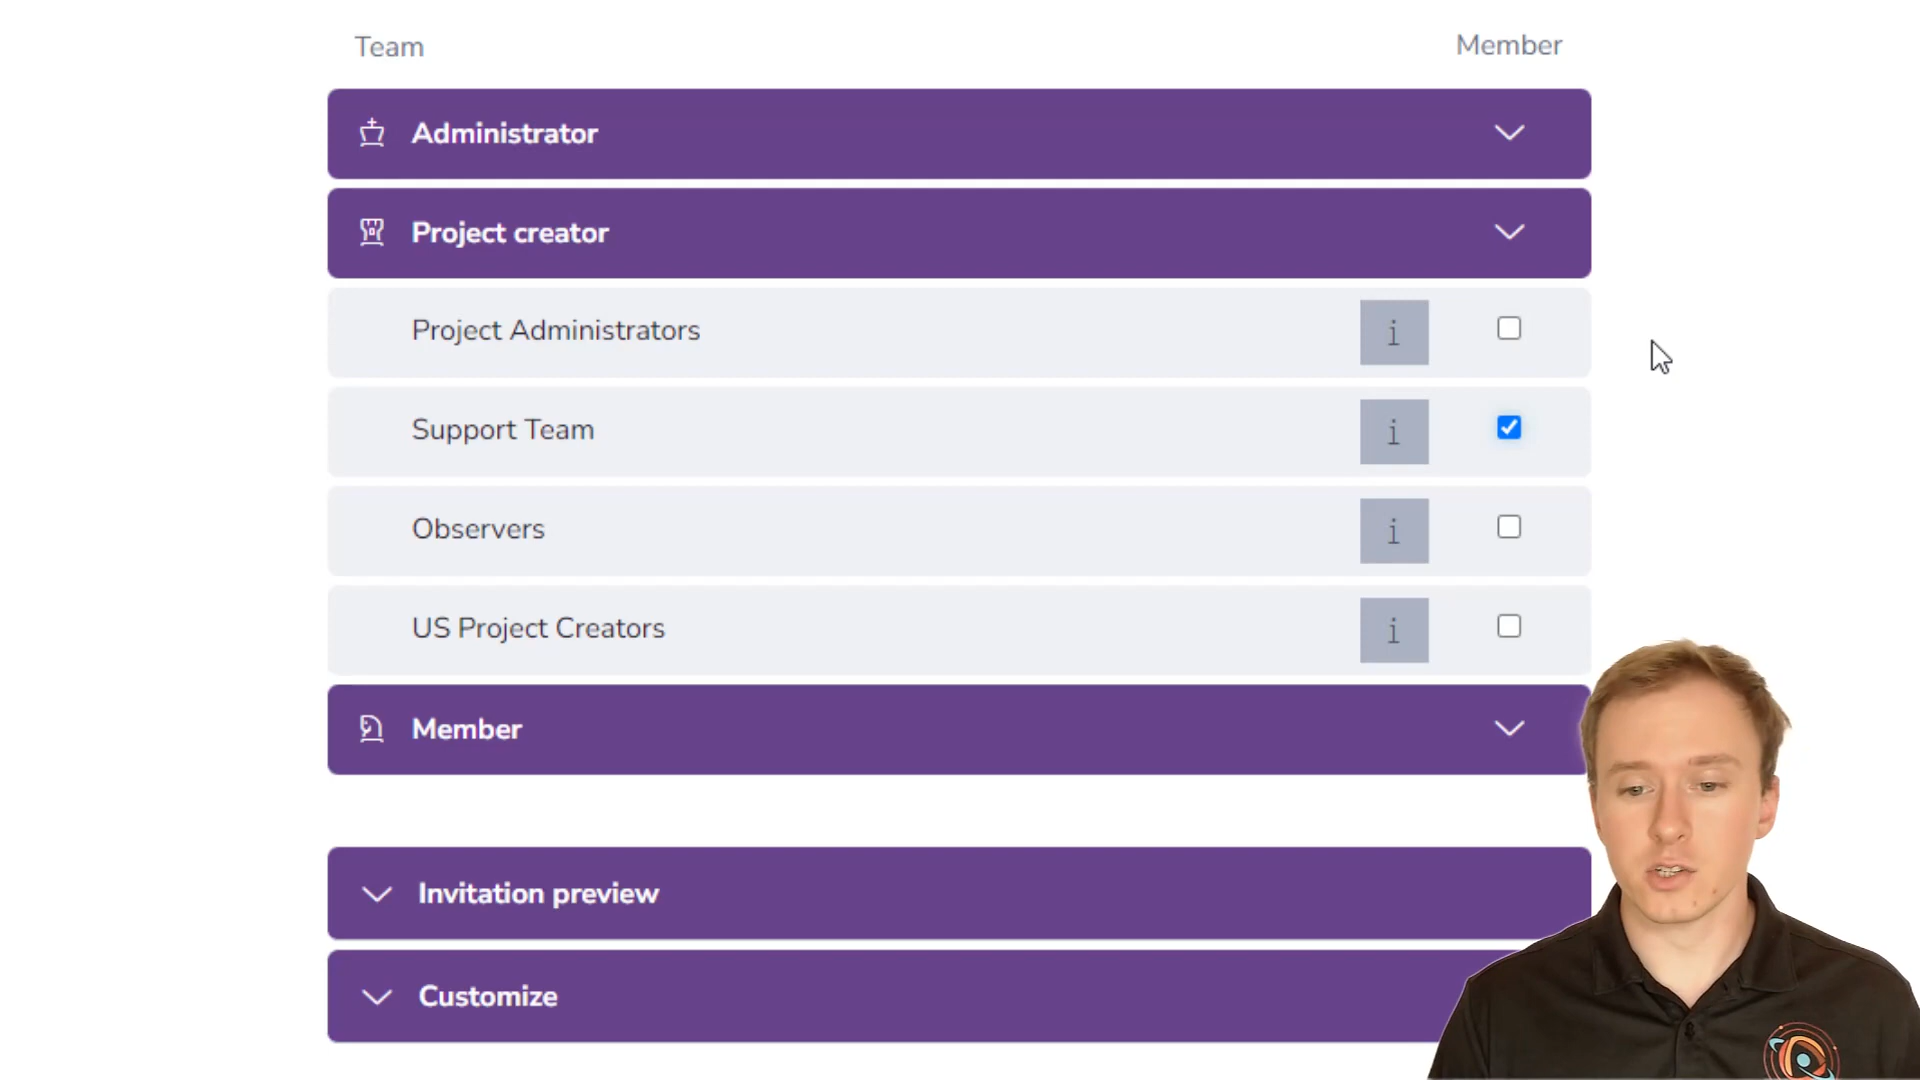 Team
Member
Administrator
Project creator
Project Administrators
i
Support Team
i
Observers
i
US Project Creators
i
Member
Invitation preview
Customize